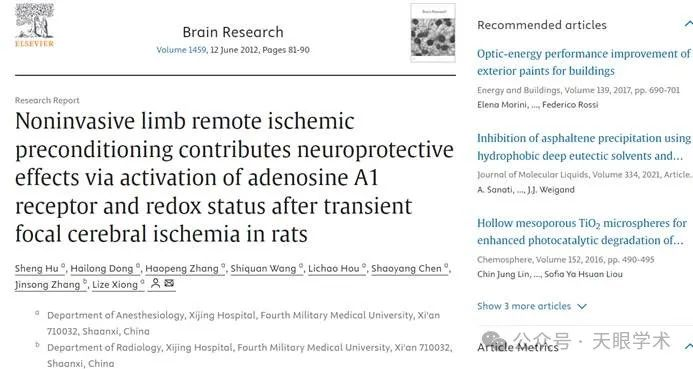 ELSEVIER
Brain Research
Volume 1459, 12 June 2012, Pages 81-90
Brain Research
Research Report
Noninvasive limb remote ischemic
preconditioning contributes neuroprotective
effects via activation of adenosine A1
receptor and redox status after transient
focal cerebral ischemia in rats
Sheng Hu a, Hailong Dong a, Haopeng Zhang a, Shiquan Wang a, Lichao Hou a, Shaoyang Chen a,
Jinsong Zhang b, Lize Xiong a
a Department of Anesthesiology, Xijing Hospital, Fourth Military Medical University, Xi'an
710032, Shaanxi, China
b Department of Radiology, Xijing Hospital, Fourth Military Medical University, Xi'an 710032,
Shaanxi, China
Recommended articles
Optic-energy performance improvement of
exterior paints for buildings
Energy and Buildings, Volume 139, 2017, pp. 690-701
Elena Morini, ..., Federico Rossi
Inhibition of asphaltene precipitation using
hydrophobic deep eutectic solvents and...
Journal of Molecular Liquids, Volume 334, 2021, Article...
A. Sanati, ..., J.J. Weigand
Hollow mesoporous TiO2 microspheres for
enhanced photocatalytic degradation of...
Chemosphere, Volume 152, 2016, pp. 490-495
Chin Jung Lin, ..., Sofia Ya Hsuan Liou
Show 3 more articles
Article Metrics
公众号 · 天眼学术